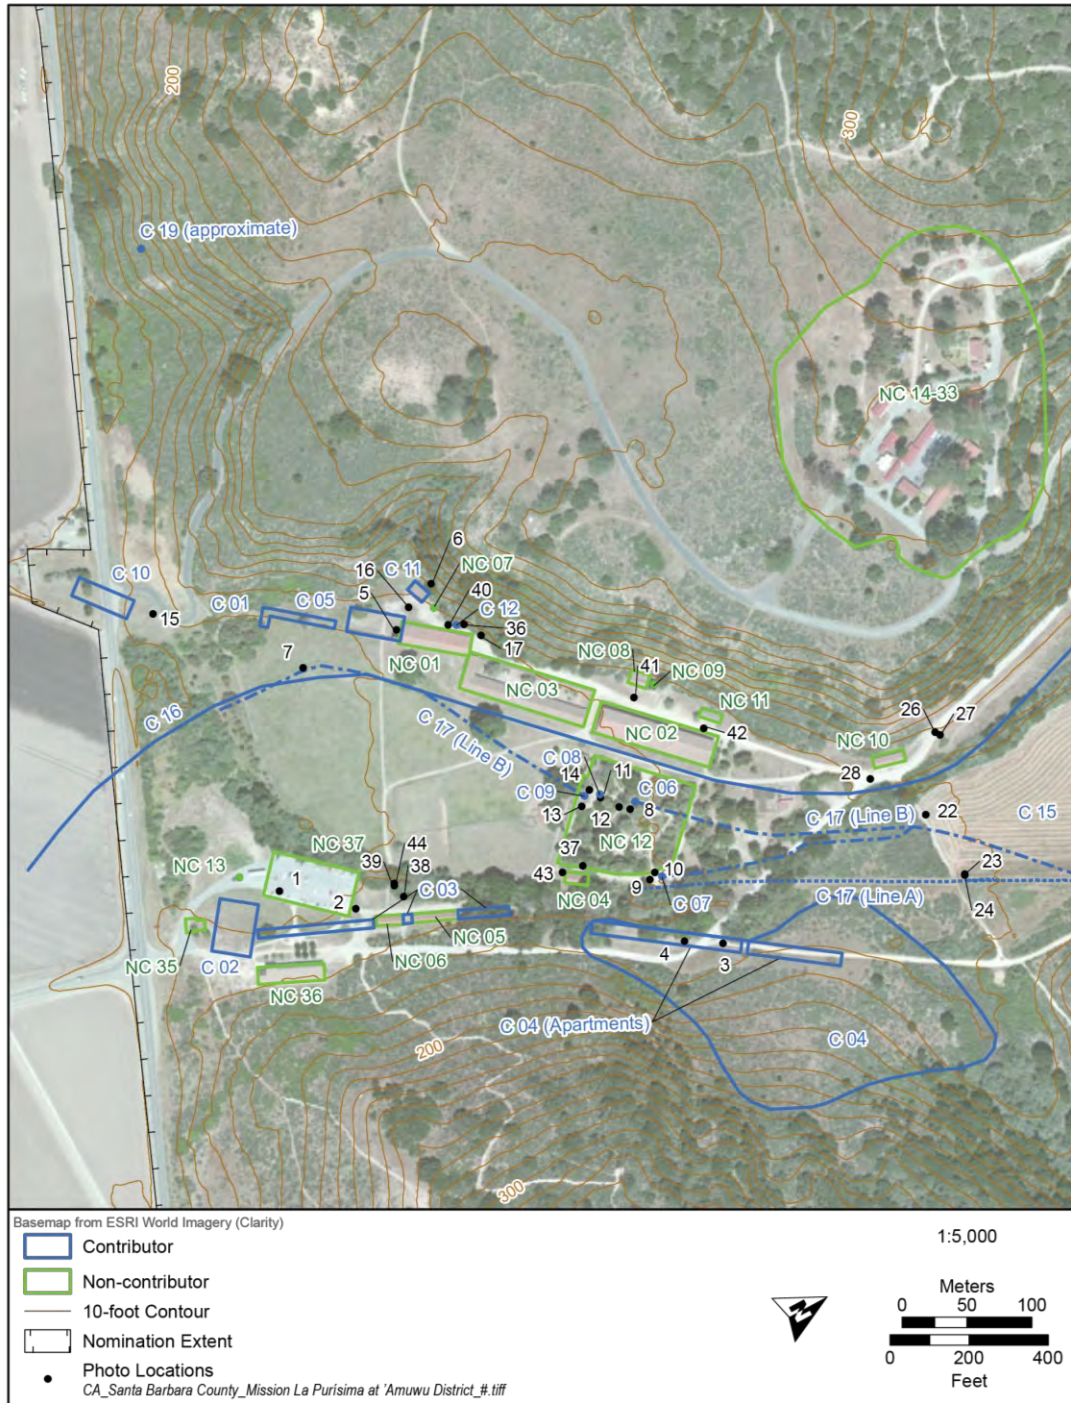 200
300
C 19 (approximate)
NC 14-33
6
C 11
NC 07
16
40
C 10
C 12
C 01
C 05
5
36
15
17
NC 01
NC 08
41
NC 09
7
NC 03
NC 11
26
27
C 16
NC 02
42
C 17 (Line B)
NC 10
C 08
28
14
11
C 06
C 09
22
C 15
13
12
8
C 17 (Line B)
NC 12
NC 37
44
37
39
38
10
23
NC 13
43
1
C 03
9
NC 04
C 07
C 17 (Line A)
24
2
NC 05
NC 35
C 02
NC 06
4
3
NC 36
C 04 (Apartments)
C 04
200
300
Basemap from ESRI World Imagery (Clarity)
Contributor
Non-contributor
10-foot Contour
Nomination Extent
Photo Locations
CA_Santa Barbara County_Mission La Purísima at 'Amuwu District_#.tiff
N
1:5,000
Meters
0 50 100
0 200 400
Feet